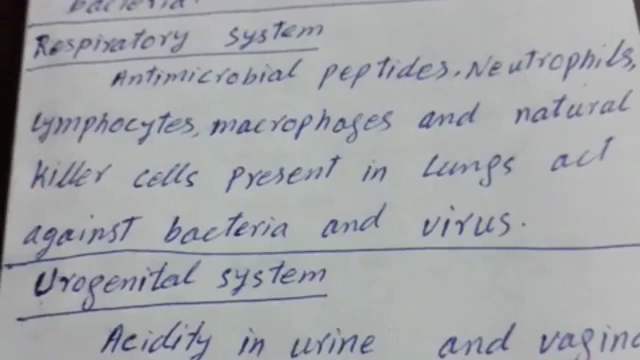 bacteria.
Respiratory system
Antimicrobial peptides, Neutrophils,
lymphocytes, macrophages and natural
killer cells present in lungs act
against bacteria and virus.
Urogenital system
Acidity in urine and vagina